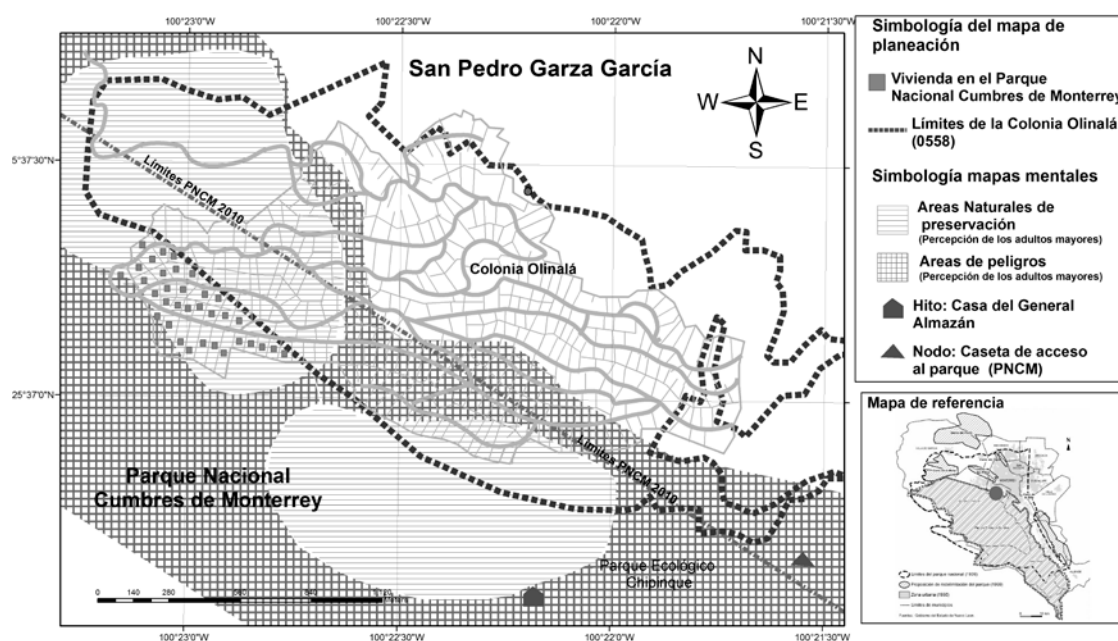 100°23'0"W
100°22'30"W
100°22'0"W
100°21'30"W
San Pedro Garza García
N
W
E
S
5°37'30"N
Límites PNCM 2010
Colonia Olinalá
25°37'0"N
Límites PNCM 2010
Parque Nacional
Cumbres de Monterrey
Parque Ecológico
Chipinque
0 140 280 560 840 1,120
Meters
100°23'0"W
100°22'30"W
100°22'0"W
100°21'30"W
Simbología del mapa de
planeación
Vivienda en el Parque
Nacional Cumbres de Monterrey
Límites de la Colonia Olinalá
(0558)
Simbología mapas mentales
Areas Naturales de
preservación
(Percepción de los adultos mayores)
Areas de peligros
(Percepción de los adultos mayores)
Hito: Casa del General
Almazán
Nodo: Caseta de acceso
al parque (PNCM)
Mapa de referencia
N